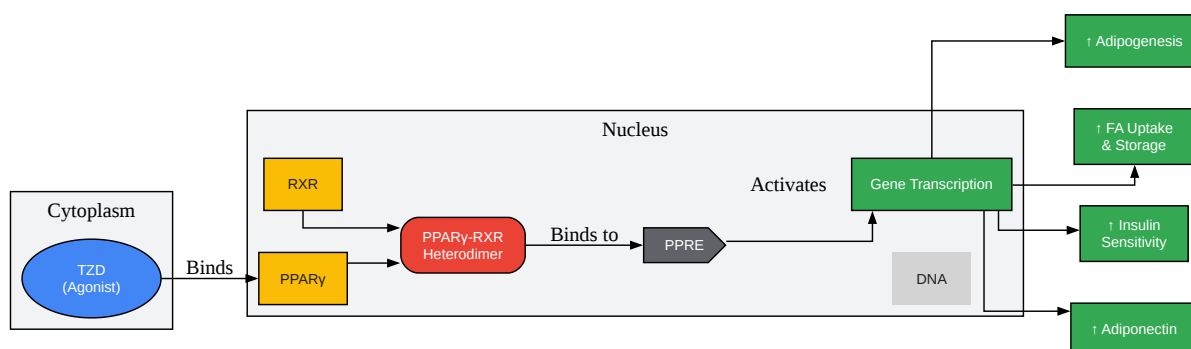 Cytoplasm
TZD
(Agonist)
Binds
Nucleus
RXR
PPARγ
PPARγ-RXR
Heterodimer
Binds to
PPRE
Activates
Gene Transcription
DNA
↑ Adipogenesis
↑ FA Uptake
& Storage
↑ Insulin
Sensitivity
↑ Adiponectin